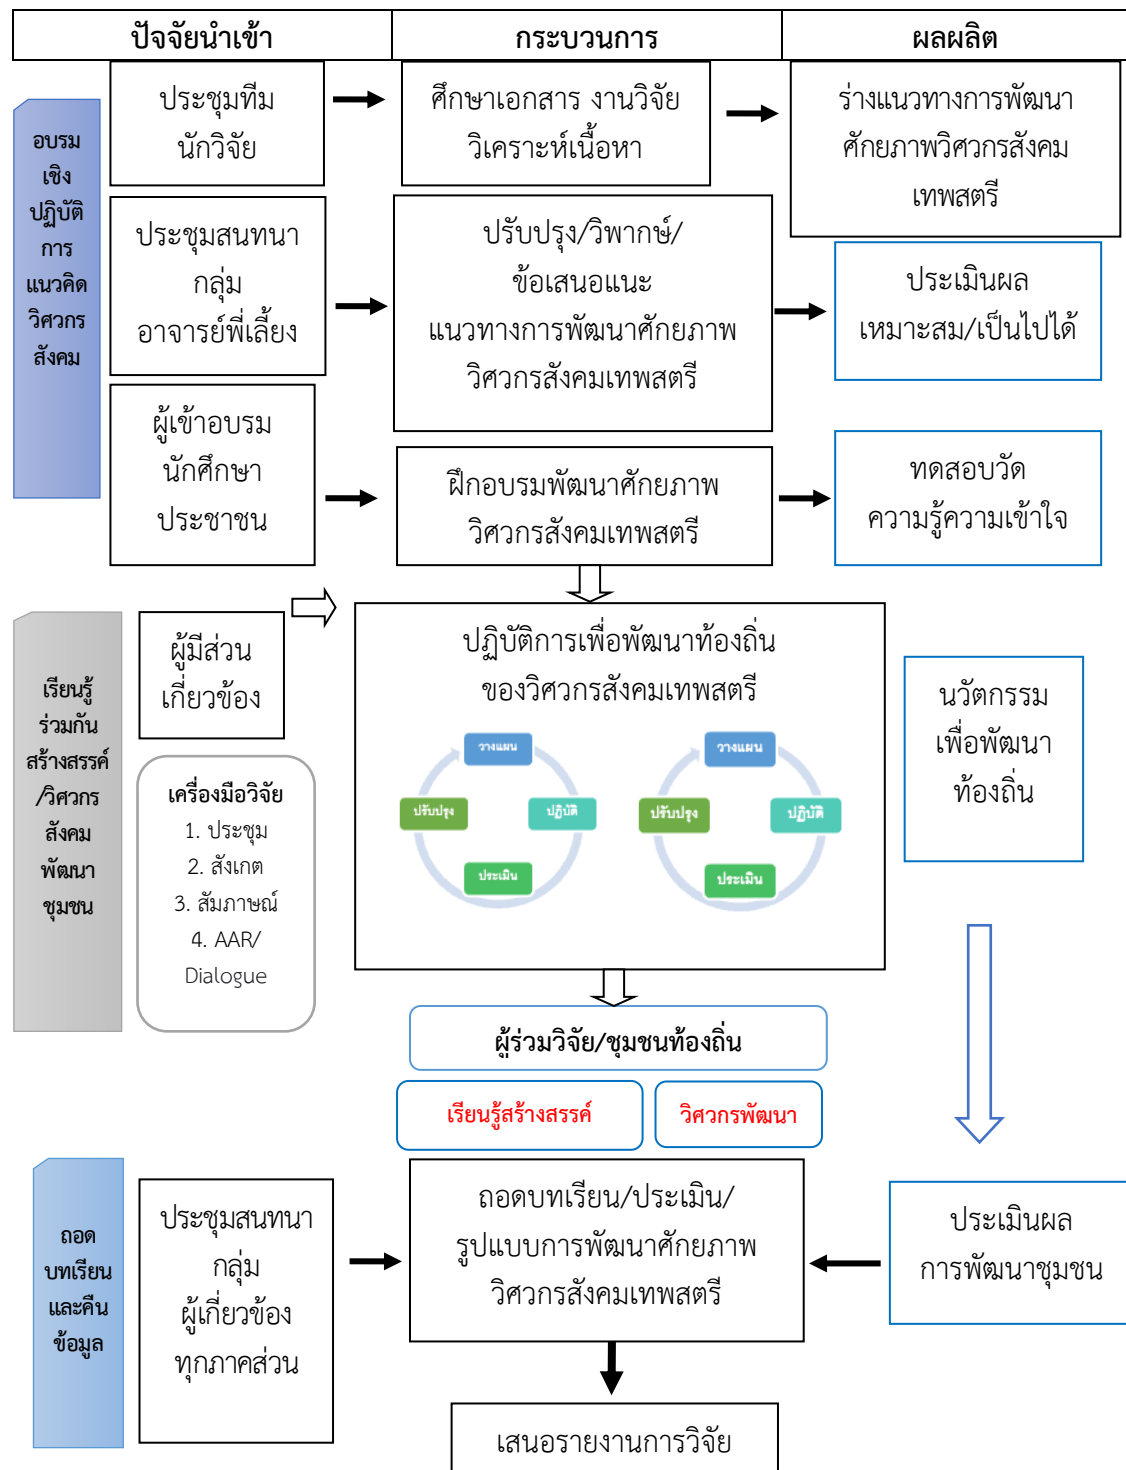 ปัจจัยนำเข้า
กระบวนการ
ผลผลิต
อบรม
เชิง
ปฏิบัติ
การ
แนวคิด
วิศวกร
สังคม
ประชุมทีม
นักวิจัย
ศึกษาเอกสาร งานวิจัย
วิเคราะห์เนื้อหา
ร่างแนวทางการพัฒนา
ศักยภาพวิศวกรสังคม
เทพสตรี
ประชุมสนทนา
กลุ่ม
อาจารย์พี่เลี้ยง
ปรับปรุง/วิพากษ์/
ข้อเสนอแนะ
แนวทางการพัฒนาศักยภาพ
วิศวกรสังคมเทพสตรี
ประเมินผล
เหมาะสม/เป็นไปได้
ผู้เข้าอบรม
นักศึกษา
ประชาชน
ฝึกอบรมพัฒนาศักยภาพ
วิศวกรสังคมเทพสตรี
ทดสอบวัด
ความรู้ความเข้าใจ
เรียนรู้
ร่วมกัน
สร้างสรรค์
/วิศวกร
สังคม
พัฒนา
ชุมชน
ผู้มีส่วน
เกี่ยวข้อง
เครื่องมือวิจัย
1. ประชุม
2. สังเกต
3. สัมภาษณ์
4. AAR/
Dialogue
ปฏิบัติการเพื่อพัฒนาท้องถิ่น
ของวิศวกรสังคมเทพสตรี
วางแผน
ปฏิบัติ
ประเมิน
ปรับปรุง
วางแผน
ปฏิบัติ
ประเมิน
ปรับปรุง
นวัตกรรม
เพื่อพัฒนา
ท้องถิ่น
ผู้ร่วมวิจัย/ชุมชนท้องถิ่น
เรียนรู้สร้างสรรค์
วิศวกรพัฒนา
ถอด
บทเรียน
และคืน
ข้อมูล
ประชุมสนทนา
กลุ่ม
ผู้เกี่ยวข้อง
ทุกภาคส่วน
ถอดบทเรียน/ประเมิน/
รูปแบบการพัฒนาศักยภาพ
วิศวกรสังคมเทพสตรี
ประเมินผล
การพัฒนาชุมชน
เสนอรายงานการวิจัย